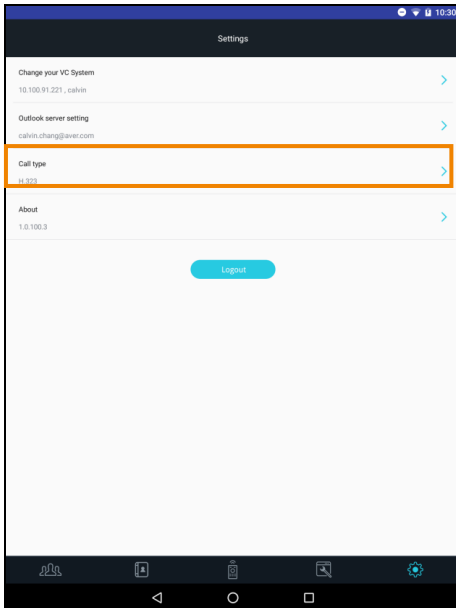 10:30
Settings
Change your VC System
10.100.91.221 , calvin
Outlook server setting
calvin.chang@aver.com
Call type
H.323
About
1.0.100.3
Logout